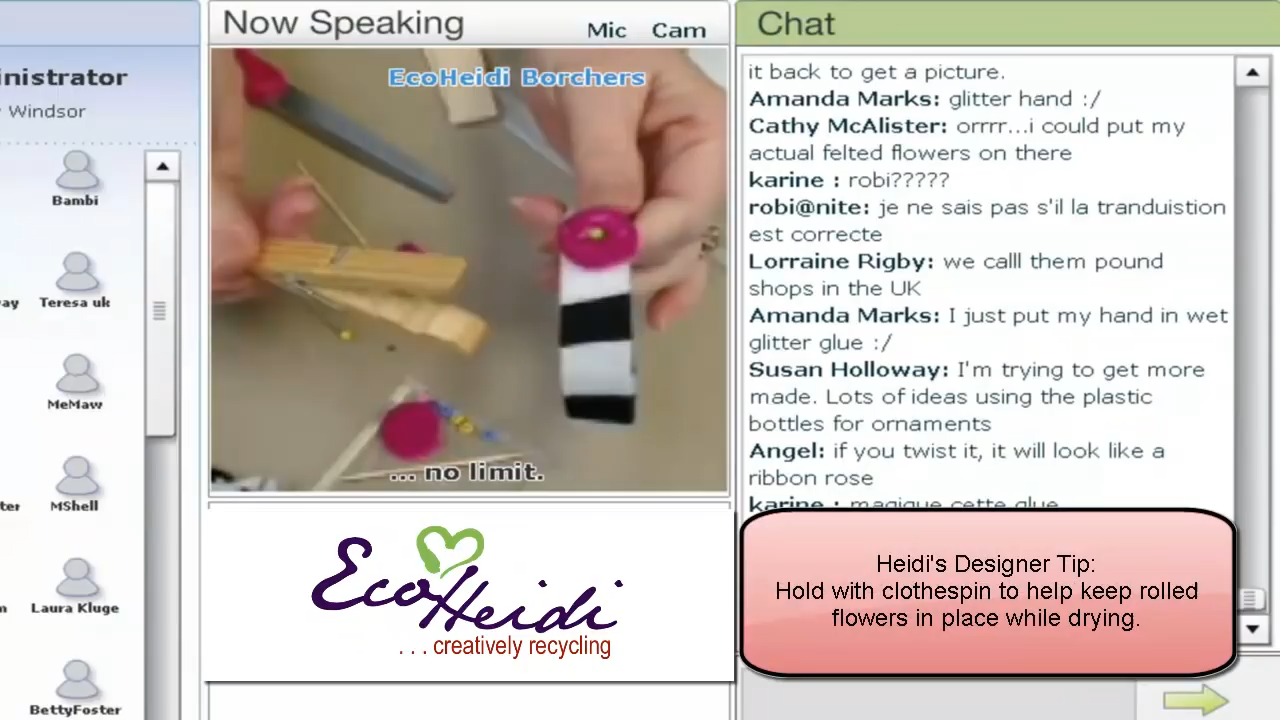 inistrator
Windsor
Bambi
ay
Teresa uk
MeMaw
ter
MShell
m
Laura Kluge
BettyFoster
Now Speaking
Mic
Cam
EcoHeidi Borchers
... no limit.
EcoHeidi
. . . creatively recycling
Chat
it back to get a picture.
Amanda Marks: glitter hand :/
Cathy McAlister: orrrr...i could put my
actual felted flowers on there
karine : robi?????
robi@nite: je ne sais pas s'il la tranduistion
est correcte
Lorraine Rigby: we calll them pound
shops in the UK
Amanda Marks: I just put my hand in wet
glitter glue :/
Susan Holloway: I'm trying to get more
made. Lots of ideas using the plastic
bottles for ornaments
Angel: if you twist it, it will look like a
ribbon rose
karine : magique cette glue
Heidi's Designer Tip:
Hold with clothespin to help keep rolled
flowers in place while drying.